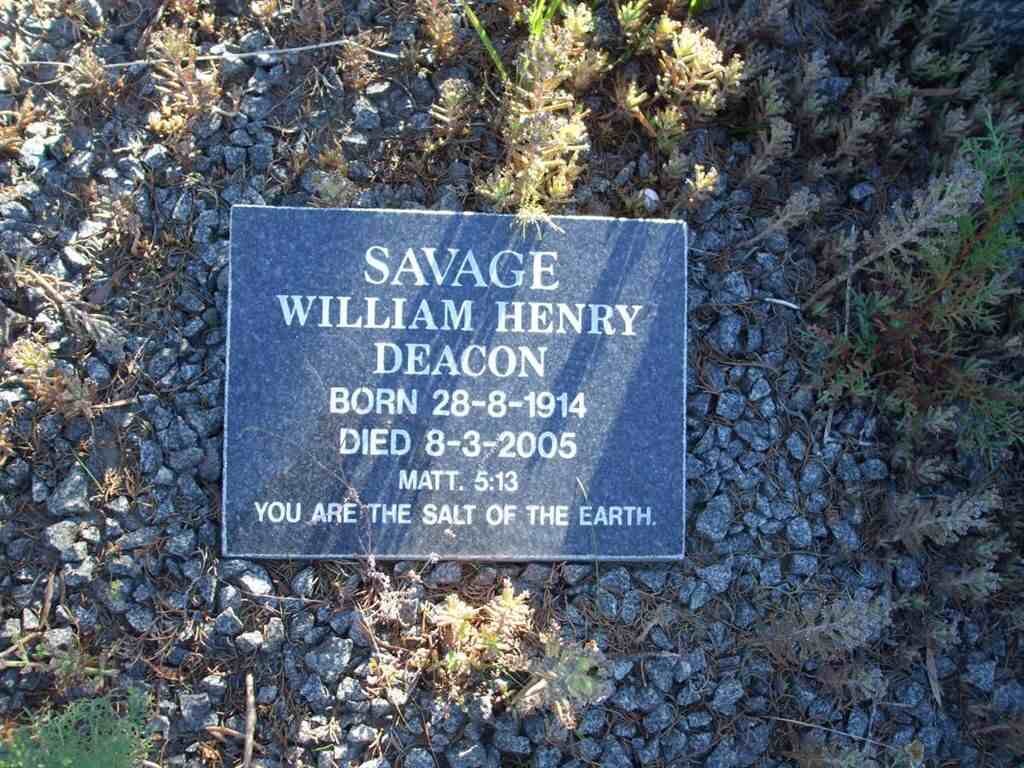 SAVAGE
WILLIAM HENRY
DEACON
BORN 28-8-1914
DIED 8-3-2005
MATT. 5:13
YOU ARE THE SALT OF THE EARTH.